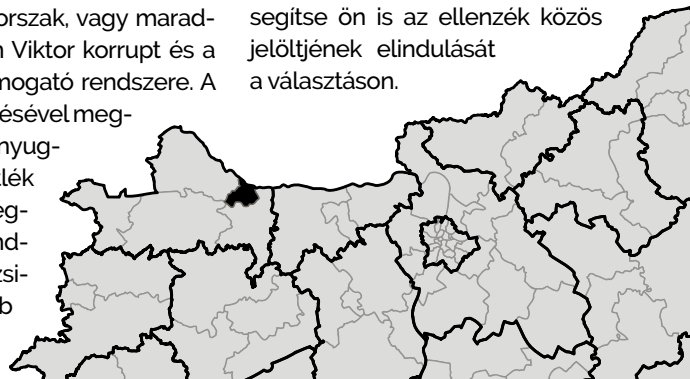 orszak, vagy marad-
Viktor korrupt és a
mogató rendszere. A
ésével meg-
nyug-
lék
eg-
nd-
zsi-
b
segítse ön is az ellenzék közös
jelöltjének elindulását
a választáson.